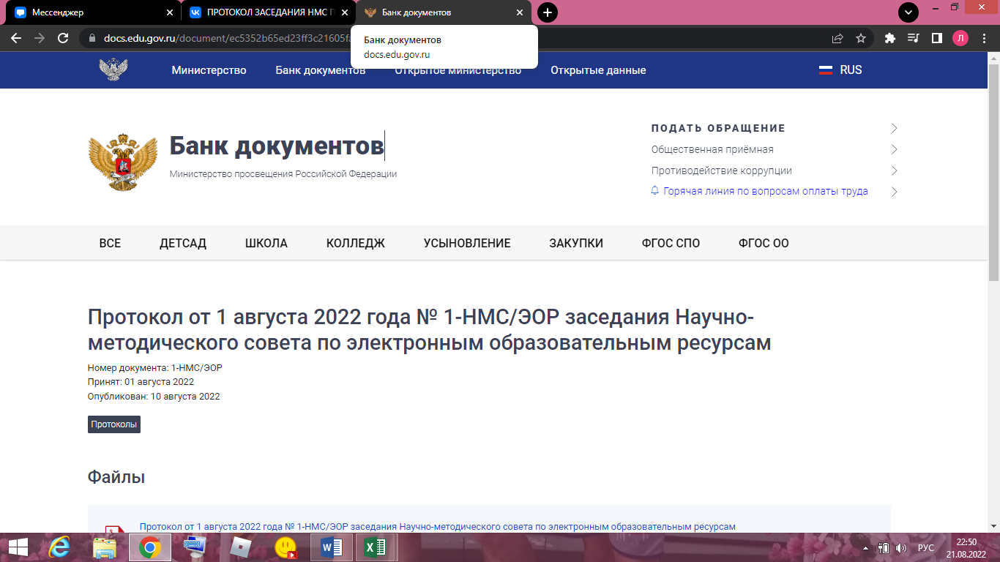 Мессенджер
ПРОТОКОЛ ЗАСЕДАНИЯ НМС
Банк документов
docs.edu.gov.ru/document/ec5352b65ed23ff3c21605f
Л
Банк документов
docs.edu.gov.ru
Министерство
Банк документов
Открытое министерство
Открытые данные
RUS
Банк документов
Министерство просвещения Российской Федерации
ПОДАТЬ ОБРАЩЕНИЕ
Общественная приёмная
Противодействие коррупции
Горячая линия по вопросам оплаты труда
ВСЕ
ДЕТСАД
ШКОЛА
КОЛЛЕДЖ
УСЫНОВЛЕНИЕ
ЗАКУПКИ
ФГОС СПО
ФГОС ОО
Протокол от 1 августа 2022 года № 1-НМС/ЭОР заседания Научно-
методического совета по электронным образовательным ресурсам
Номер документа: 1-НМС/ЭОР
Принят: 01 августа 2022
Опубликован: 10 августа 2022
Протоколы
Файлы
Протокол от 1 августа 2022 года № 1-НМС/ЭОР заседания Научно-методического совета по электронным образовательным ресурсам
РУС
22:50
21.08.2022